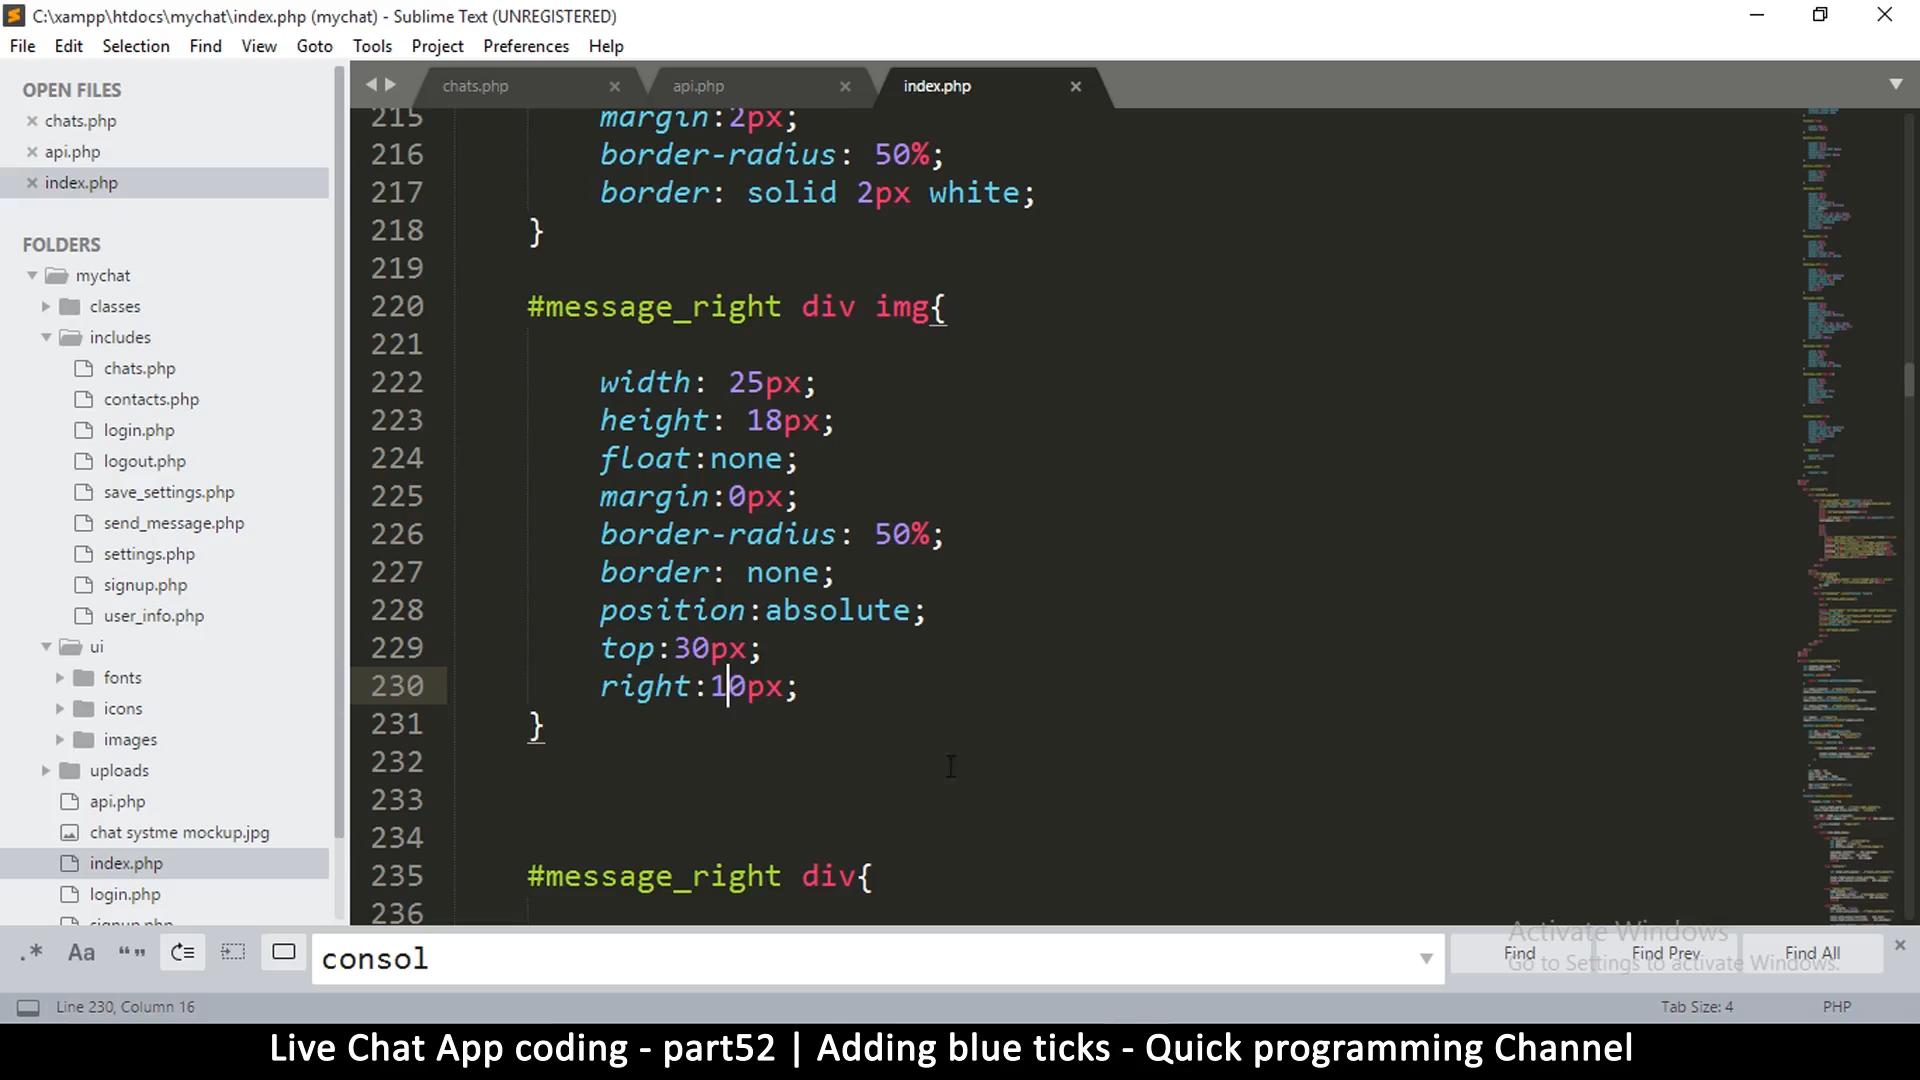 C:\xampp\htdocs\mychat\index.php (mychat) - Sublime Text (UNREGISTERED)
File Edit Selection Find View Goto Tools Project Preferences Help
OPEN FILES
chats.php
api.php
index.php
FOLDERS
mychat
classes
includes
chats.php
contacts.php
login.php
logout.php
save_settings.php
send_message.php
settings.php
signup.php
user_info.php
ui
fonts
icons
images
uploads
api.php
chat systme mockup.jpg
index.php
login.php
signup.php
chats.php api.php index.php
215 margin:2px;
216 border-radius: 50%;
217 border: solid 2px white;
218 }
219
220 #message_right div img{
221
222 width: 25px;
223 height: 18px;
224 float:none;
225 margin:0px;
226 border-radius: 50%;
227 border: none;
228 position:absolute;
229 top:30px;
230 right:10px;
231 }
232
233
234
235 #message_right div{
236
.* Aa “ ” consol Find Find Prev Find All
Activate Windows
Go to Settings to activate Windows.
Line 230, Column 16 Tab Size: 4 PHP
Live Chat App coding - part52 | Adding blue ticks - Quick programming Channel